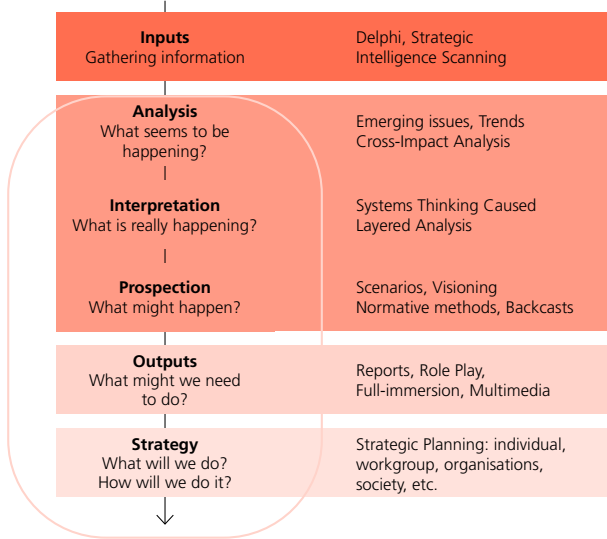 Inputs
Gathering information
Delphi, Strategic
Intelligence Scanning
Analysis
What seems to be
happening?
Emerging issues, Trends
Cross-Impact Analysis
Interpretation
What is really happening?
Systems Thinking Caused
Layered Analysis
Prospection
What might happen?
Scenarios, Visioning
Normative methods, Backcasts
Outputs
What might we need
to do?
Reports, Role Play,
Full-immersion, Multimedia
Strategy
What will we do?
How will we do it?
Strategic Planning: individual,
workgroup, organisations,
society, etc.